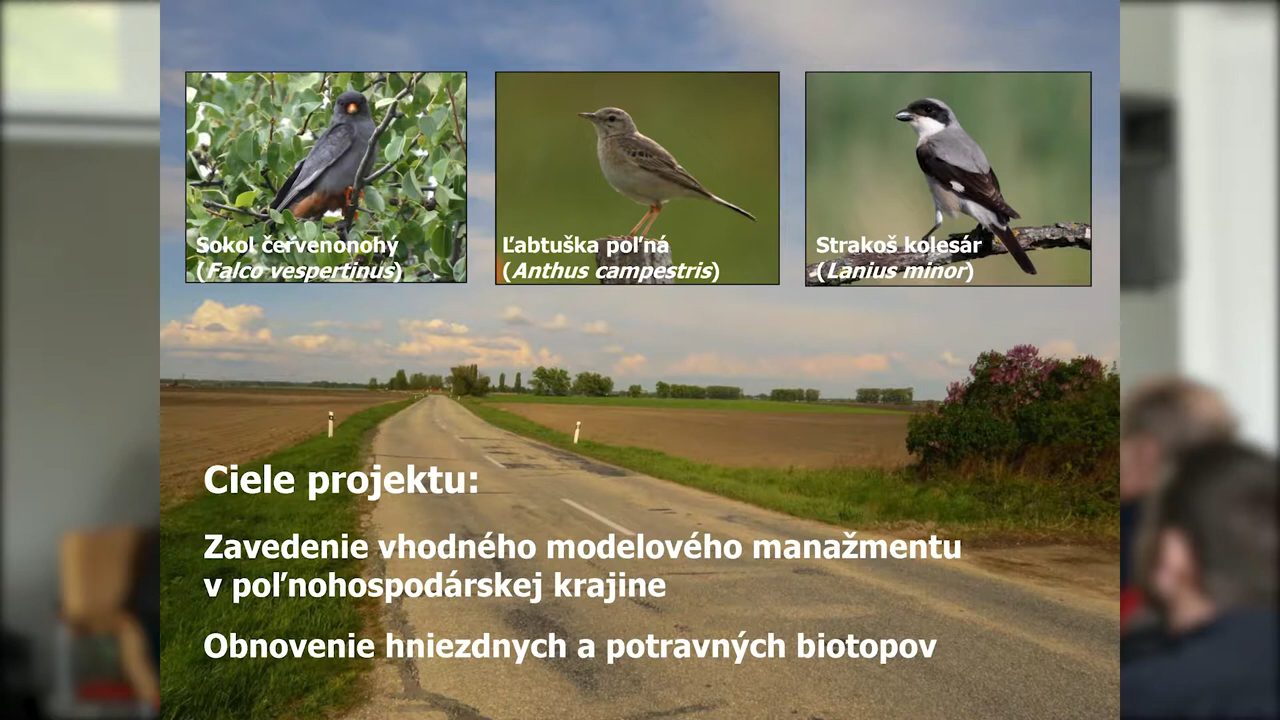 Sokol červenonohý
(Falco vespertinus)
Ľabtuška poľná
(Anthus campestris)
Strakoš kolesár
(Lanius minor)
Ciele projektu:
Zavedenie vhodného modelového manažmentu
v poľnohospodárskej krajine
Obnovenie hniezdnych a potravných biotopov